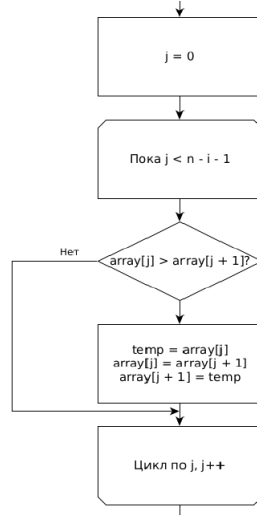 j = 0
Пока j < n - i - 1
Нет
array[j] > array[j + 1]?
temp = array[j]
array[j] = array[j + 1]
array[j + 1] = temp
Цикл по j, j++